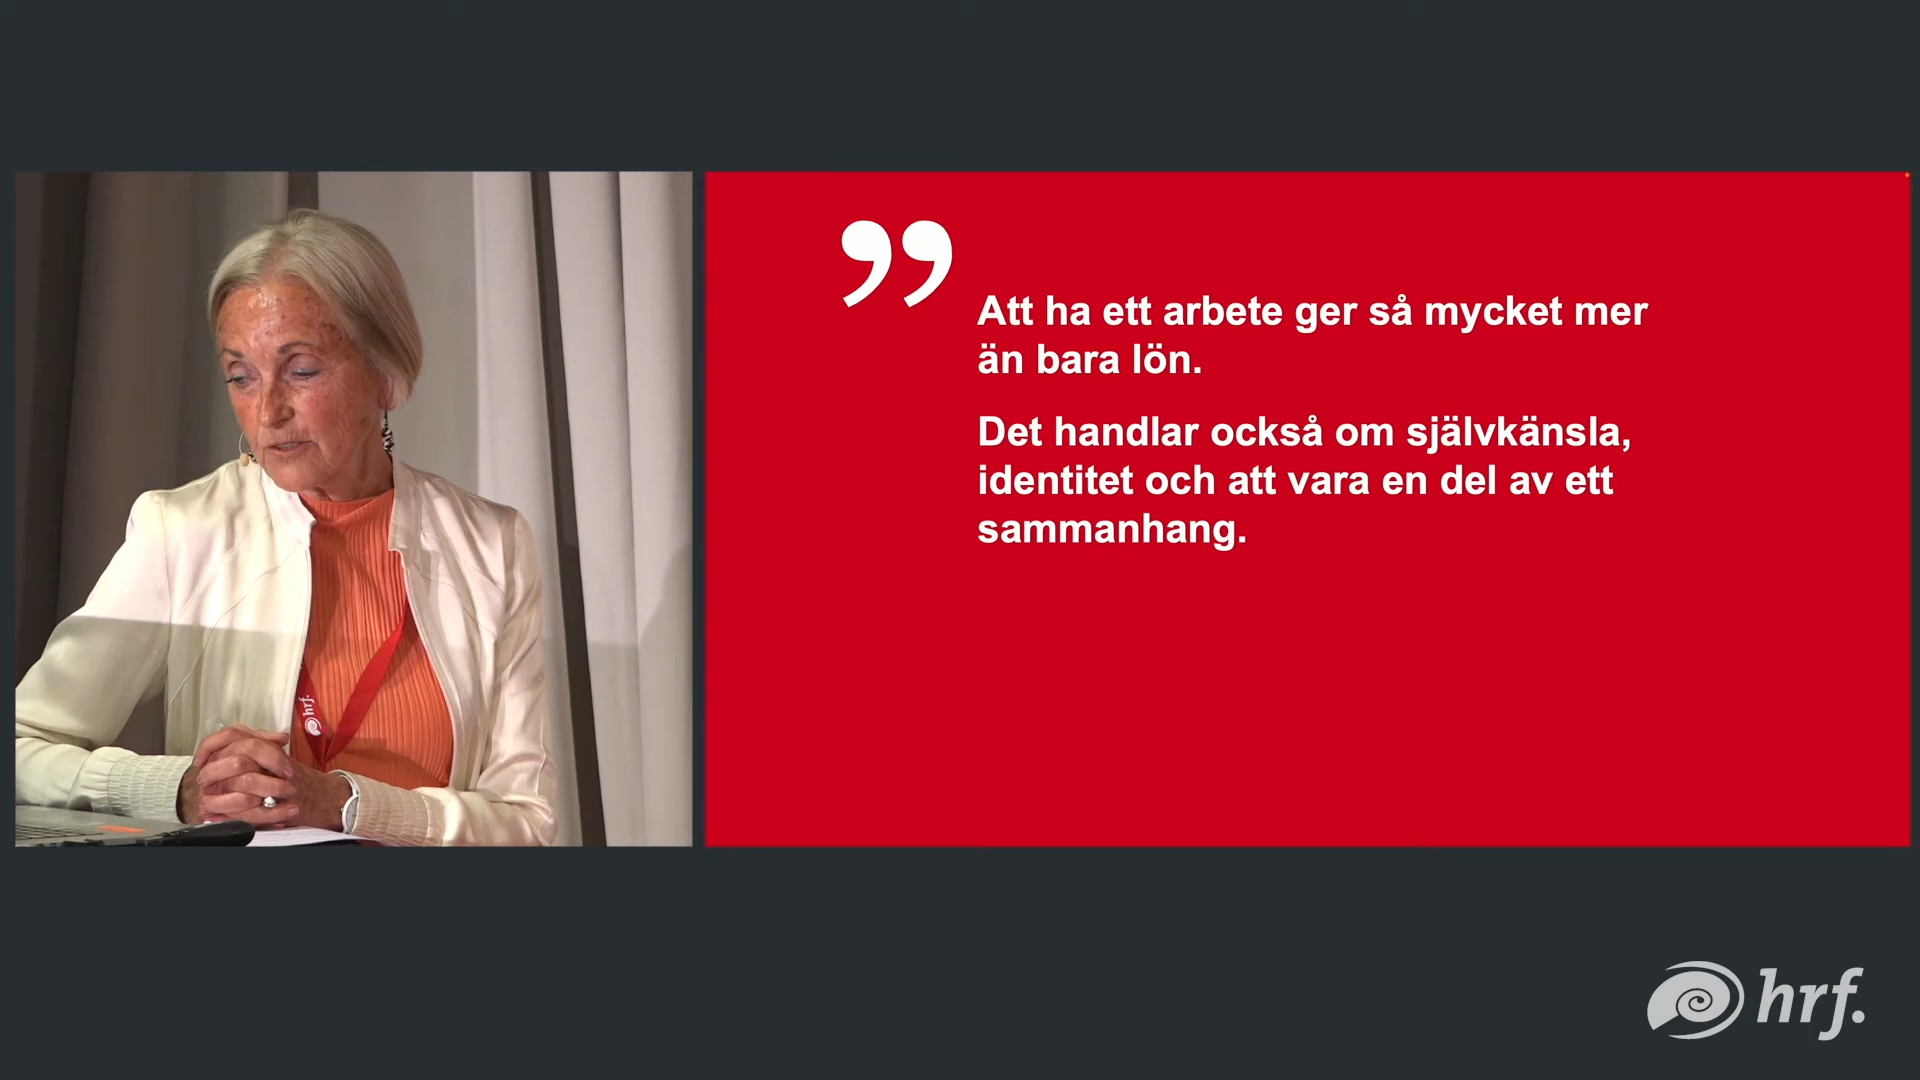 ”
Att ha ett arbete ger så mycket mer
än bara lön.
Det handlar också om självkänsla,
identitet och att vara en del av ett
sammanhang.
hrf.
hrf.